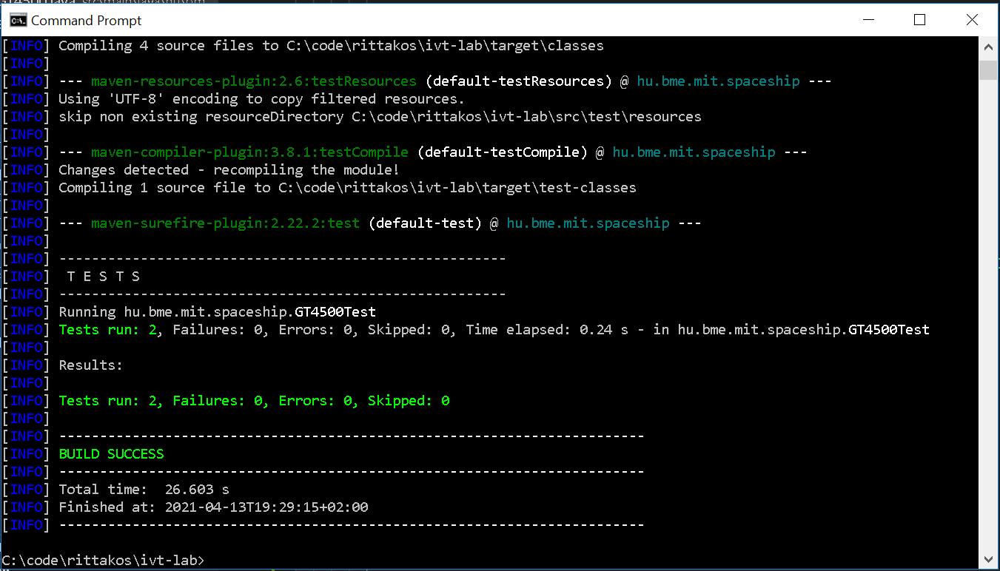 Command Prompt
[INFO] Compiling 4 source files to C:\code\rittakos\ivt-lab\target\classes
[INFO]
[INFO] --- maven-resources-plugin:2.6:testResources (default-testResources) @ hu.bme.mit.spaceship ---
[INFO] Using 'UTF-8' encoding to copy filtered resources.
[INFO] skip non existing resourceDirectory C:\code\rittakos\ivt-lab\src\test\resources
[INFO]
[INFO] --- maven-compiler-plugin:3.8.1:testCompile (default-testCompile) @ hu.bme.mit.spaceship ---
[INFO] Changes detected - recompiling the module!
[INFO] Compiling 1 source file to C:\code\rittakos\ivt-lab\target\test-classes
[INFO]
[INFO] --- maven-surefire-plugin:2.22.2:test (default-test) @ hu.bme.mit.spaceship ---
[INFO]
[INFO] -------------------------------------------------------
[INFO]  T E S T S
[INFO] -------------------------------------------------------
[INFO] Running hu.bme.mit.spaceship.GT4500Test
[INFO] Tests run: 2, Failures: 0, Errors: 0, Skipped: 0, Time elapsed: 0.24 s - in hu.bme.mit.spaceship.GT4500Test
[INFO]
[INFO] Results:
[INFO]
[INFO] Tests run: 2, Failures: 0, Errors: 0, Skipped: 0
[INFO]
[INFO] ------------------------------------------------------------------------
[INFO] BUILD SUCCESS
[INFO] ------------------------------------------------------------------------
[INFO] Total time:  26.603 s
[INFO] Finished at: 2021-04-13T19:29:15+02:00
[INFO] ------------------------------------------------------------------------
C:\code\rittakos\ivt-lab>